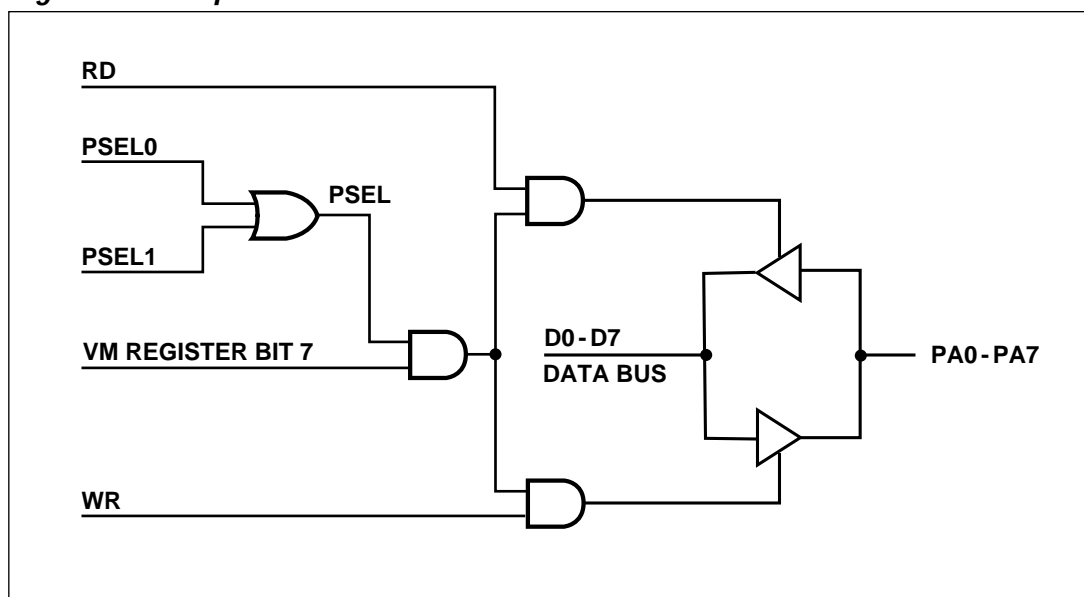 RD
PSEL0
PSEL
PSEL1
VM REGISTER BIT 7
D0 - D7
DATA BUS
PA0 - PA7
WR